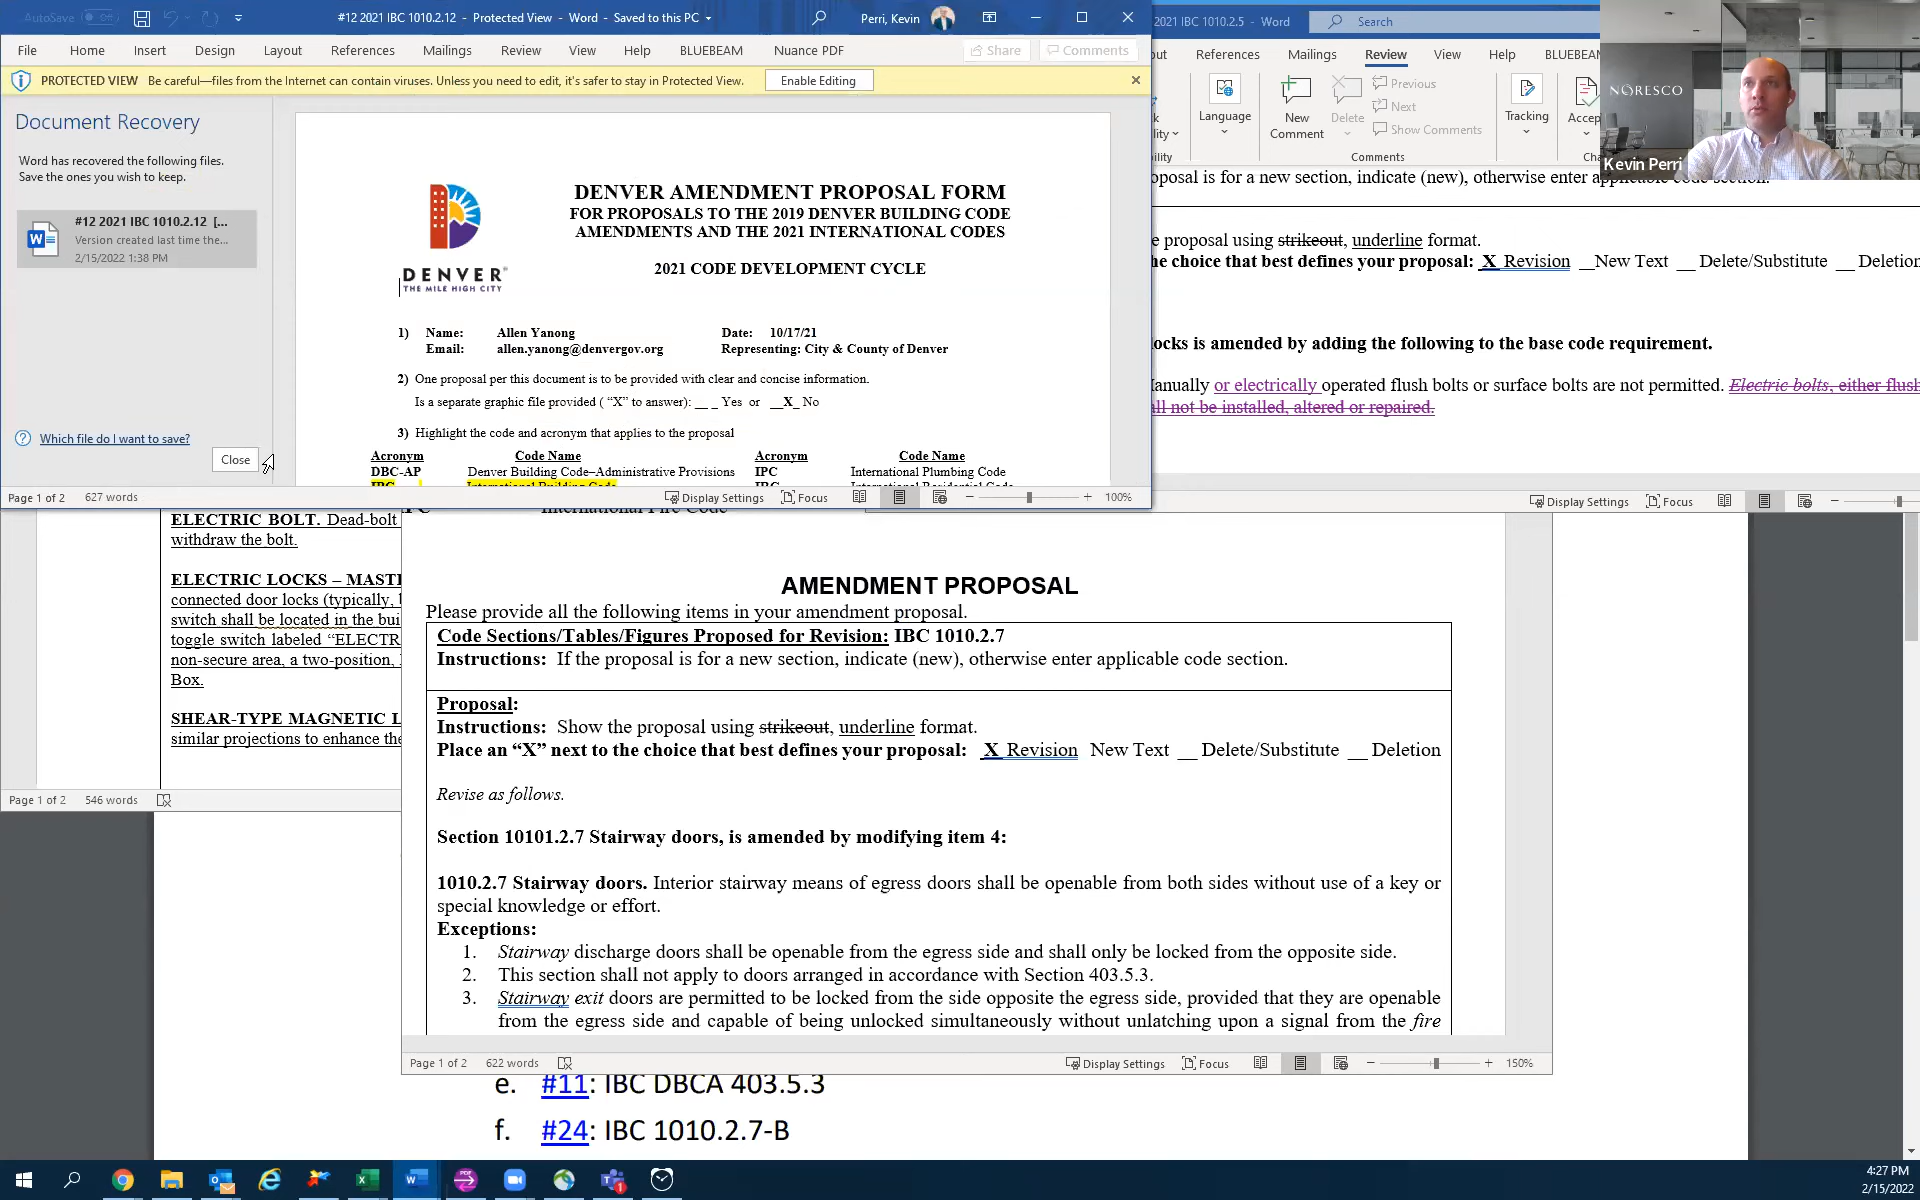 AutoSave Off
#12 2021 IBC 1010.2.12 - Protected View - Word - Saved to this PC
Perri, Kevin
File Home Insert Design Layout References Mailings Review View Help BLUEBEAM Nuance PDF
Share Comments
PROTECTED VIEW Be careful—files from the Internet can contain viruses. Unless you need to edit, it's safer to stay in Protected View. Enable Editing
Document Recovery
Word has recovered the following files.
Save the ones you wish to keep.
#12 2021 IBC 1010.2.12 [...
Version created last time the...
2/15/2022 1:38 PM
Which file do I want to save?
Close
DENVER
THE MILE HIGH CITY
DENVER AMENDMENT PROPOSAL FORM
FOR PROPOSALS TO THE 2019 DENVER BUILDING CODE
AMENDMENTS AND THE 2021 INTERNATIONAL CODES
2021 CODE DEVELOPMENT CYCLE
1) Name: Allen Yanong Date: 10/17/21
Email: allen.yanong@denvergov.org Representing: City & County of Denver
2) One proposal per this document is to be provided with clear and concise information.
Is a separate graphic file provided ( “X” to answer): __ _ Yes or __X_ No
3) Highlight the code and acronym that applies to the proposal
Acronym Code Name Acronym Code Name
DBC-AP Denver Building Code–Administrative Provisions IPC International Plumbing Code
IBC International Building Code IRC International Residential Code
Page 1 of 2 627 words Display Settings Focus 100%
2021 IBC 1010.2.5 - Word
Search
References Mailings Review View Help BLUEBEAM
Language
New Comment
Delete
Previous
Next
Show Comments
Comments
Tracking
Accept
NORESCO
Kevin Perri
oposal is for a new section, indicate (new), otherwise enter applicable code section.
e proposal using strikeout, underline format.
he choice that best defines your proposal: X Revision __New Text __ Delete/Substitute __ Deletion
ocks is amended by adding the following to the base code requirement.
anually or electrically operated flush bolts or surface bolts are not permitted. Electric bolts, either flush
all not be installed, altered or repaired.
Display Settings Focus
ELECTRIC BOLT. Dead-bolt
withdraw the bolt.
ELECTRIC LOCKS – MASTE
connected door locks (typically, b
switch shall be located in the bui
toggle switch labeled “ELECTR
non-secure area, a two-position,
Box.
SHEAR-TYPE MAGNETIC L
similar projections to enhance the
Page 1 of 2 546 words
International Fire Code
AMENDMENT PROPOSAL
Please provide all the following items in your amendment proposal.
Code Sections/Tables/Figures Proposed for Revision: IBC 1010.2.7
Instructions: If the proposal is for a new section, indicate (new), otherwise enter applicable code section.
Proposal:
Instructions: Show the proposal using strikeout, underline format.
Place an “X” next to the choice that best defines your proposal: X Revision New Text __ Delete/Substitute __ Deletion
Revise as follows.
Section 10101.2.7 Stairway doors, is amended by modifying item 4:
1010.2.7 Stairway doors. Interior stairway means of egress doors shall be openable from both sides without use of a key or
special knowledge or effort.
Exceptions:
1. Stairway discharge doors shall be openable from the egress side and shall only be locked from the opposite side.
2. This section shall not apply to doors arranged in accordance with Section 403.5.3.
3. Stairway exit doors are permitted to be locked from the side opposite the egress side, provided that they are openable
from the egress side and capable of being unlocked simultaneously without unlatching upon a signal from the fire
Page 1 of 2 622 words Display Settings Focus 150%
e. #11: IBC DBCA 403.5.3
f. #24: IBC 1010.2.7-B
4:27 PM
2/15/2022